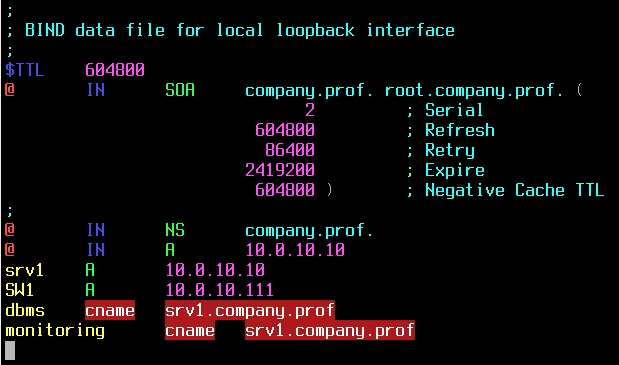 ;
; BIND data file for local loopback interface
;
$TTL    604800
@       IN      SOA     company.prof. root.company.prof. (
                              2         ; Serial
                         604800         ; Refresh
                          86400         ; Retry
                        2419200         ; Expire
                         604800 )       ; Negative Cache TTL
;
@       IN      NS      company.prof.
@       IN      A       10.0.10.10
srv1    A       10.0.10.10
SW1     A       10.0.10.111
dbms    cname   srv1.company.prof
monitoring      cname   srv1.company.prof